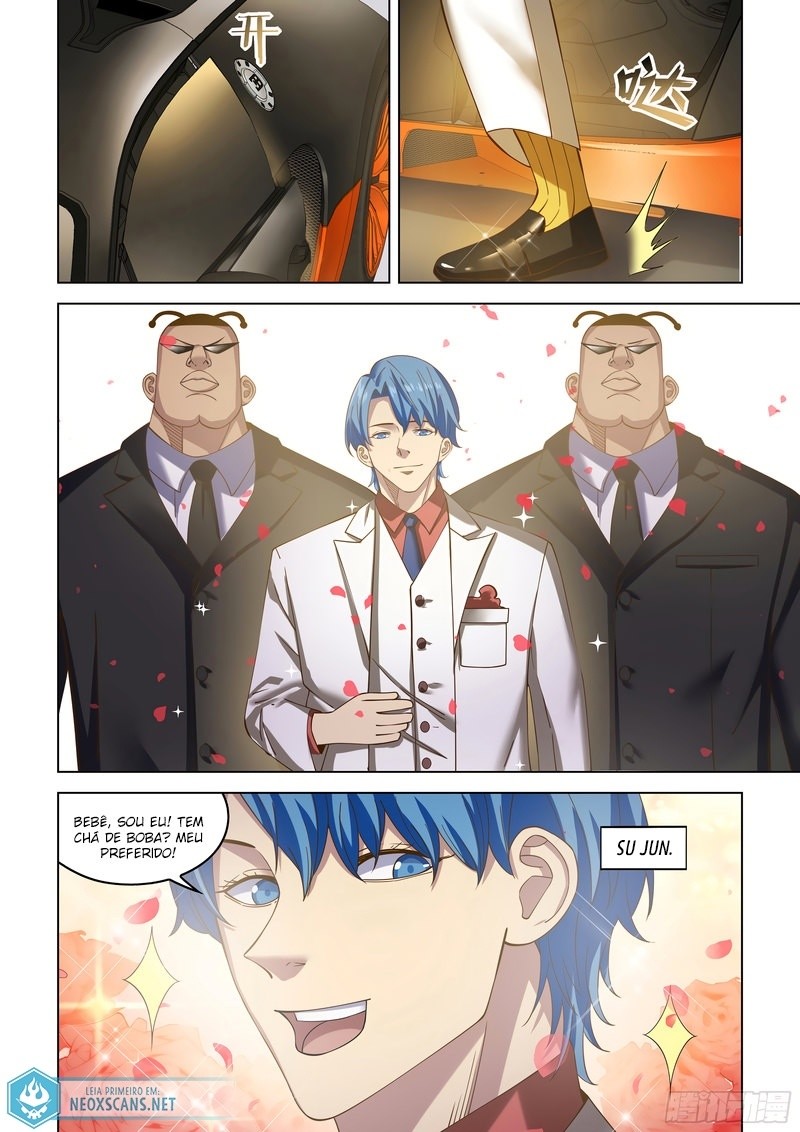 开
哒
BEBÊ, SOU EU! TEM
CHÁ DE BOBA? MEU
PREFERIDO!
SU JUN.
LEIA PRIMEIRO EM:
NEOXSCANS.NET
腾讯动漫